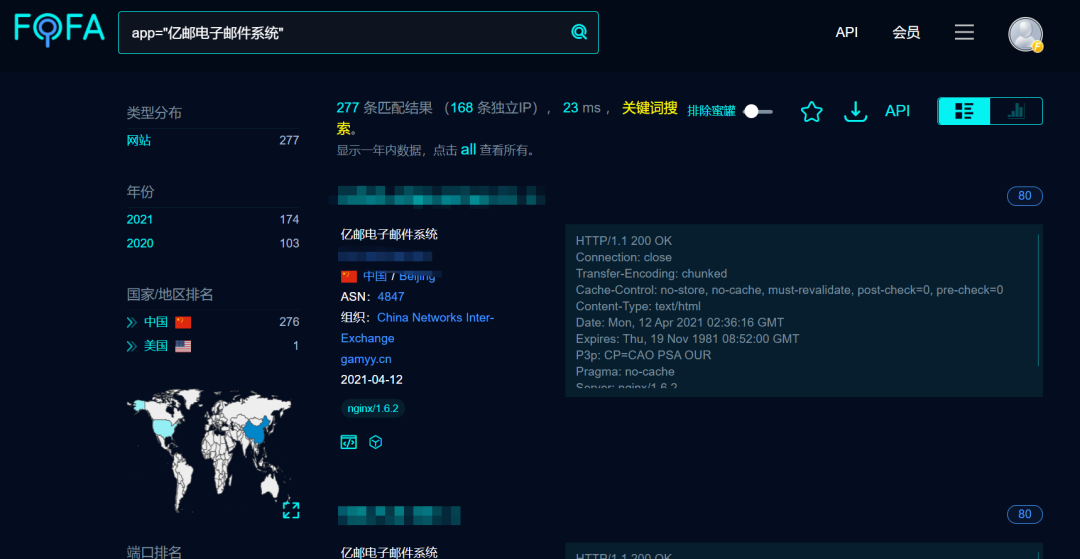 FOFA
app="亿邮电子邮件系统"
API
会员
F
类型分布
网站 277
年份
2021 174
2020 103
国家/地区排名
中国 276
美国 1
端口排名
277 条匹配结果 （168 条独立IP）， 23 ms ， 关键词搜
索。
显示一年内数据，点击 all 查看所有。
排除蜜罐
API
80
亿邮电子邮件系统
中国 / Beijing
ASN： 4847
组织： China Networks Inter-
Exchange
gamyy.cn
2021-04-12
nginx/1.6.2
HTTP/1.1 200 OK
Connection: close
Transfer-Encoding: chunked
Cache-Control: no-store, no-cache, must-revalidate, post-check=0, pre-check=0
Content-Type: text/html
Date: Mon, 12 Apr 2021 02:36:16 GMT
Expires: Thu, 19 Nov 1981 08:52:00 GMT
P3p: CP=CAO PSA OUR
Pragma: no-cache
Server: nginx/1.6.2
80
亿邮电子邮件系统
HTTP/1.1 200 OK